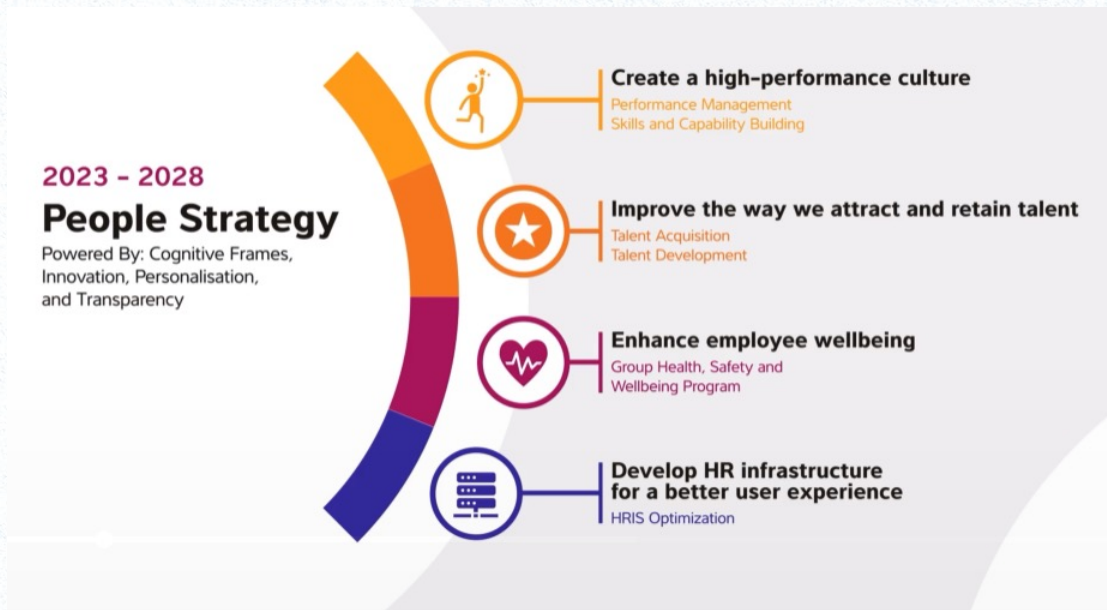 2023 – 2028
People Strategy
Powered By: Cognitive Frames,
Innovation, Personalisation,
and Transparency
Create a high-performance culture
Performance Management
Skills and Capability Building
Improve the way we attract and retain talent
Talent Acquisition
Talent Development
Enhance employee wellbeing
Group Health, Safety and
Wellbeing Program
Develop HR infrastructure
for a better user experience
HRIS Optimization